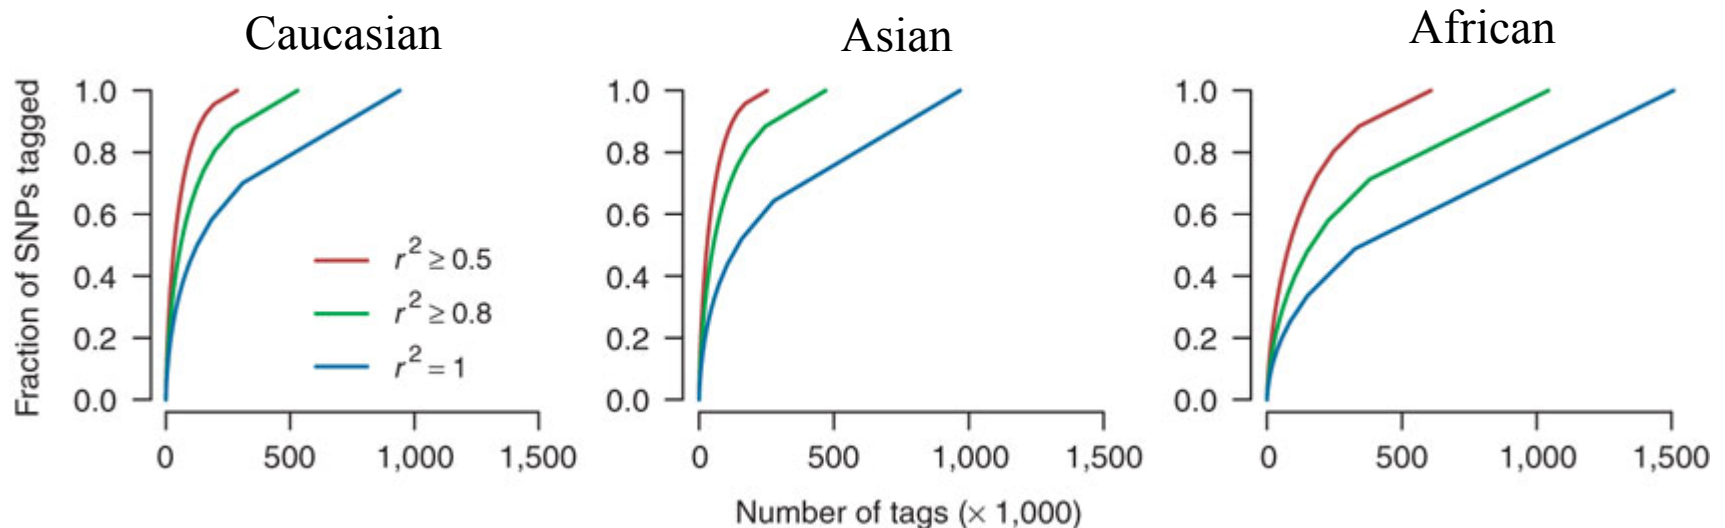 Caucasian
Asian
African
Fraction of SNPs tagged
1.0
0.8
0.6
0.4
0.2
0.0
r² ≥ 0.5
r² ≥ 0.8
r² = 1
0 500 1,000 1,500
1.0
0.8
0.6
0.4
0.2
0.0
0 500 1,000 1,500
1.0
0.8
0.6
0.4
0.2
0.0
0 500 1,000 1,500
Number of tags (× 1,000)